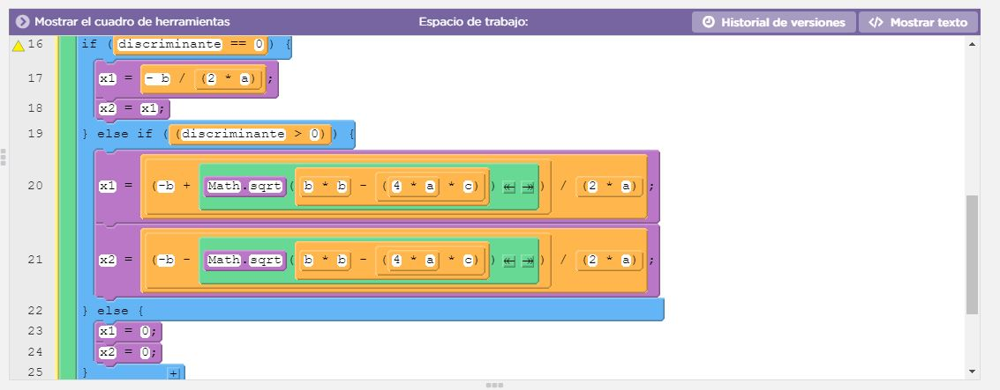 Mostrar el cuadro de herramientas Espacio de trabajo: Historial de versiones </> Mostrar texto
16 if (discriminante == 0) {
17 x1 = - b / (2 * a);
18 x2 = x1;
19 } else if ((discriminante > 0)) {
20 x1 = (-b + Math.sqrt(b * b - (4 * a * c))) / (2 * a);
21 x2 = (-b - Math.sqrt(b * b - (4 * a * c))) / (2 * a);
22 } else {
23 x1 = 0;
24 x2 = 0;
25 }